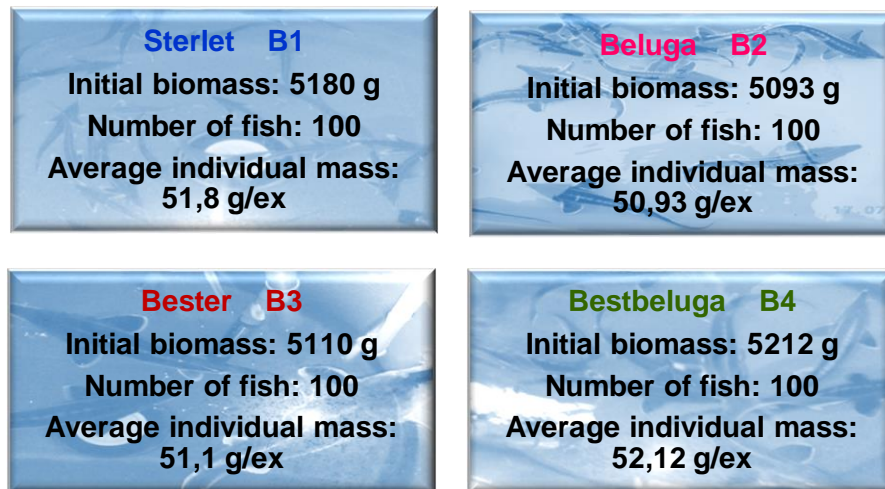 Sterlet B1
Initial biomass: 5180 g
Number of fish: 100
Average individual mass:
51,8 g/ex
Beluga B2
Initial biomass: 5093 g
Number of fish: 100
Average individual mass:
50,93 g/ex
Bester B3
Initial biomass: 5110 g
Number of fish: 100
Average individual mass:
51,1 g/ex
Bestbeluga B4
Initial biomass: 5212 g
Number of fish: 100
Average individual mass:
52,12 g/ex